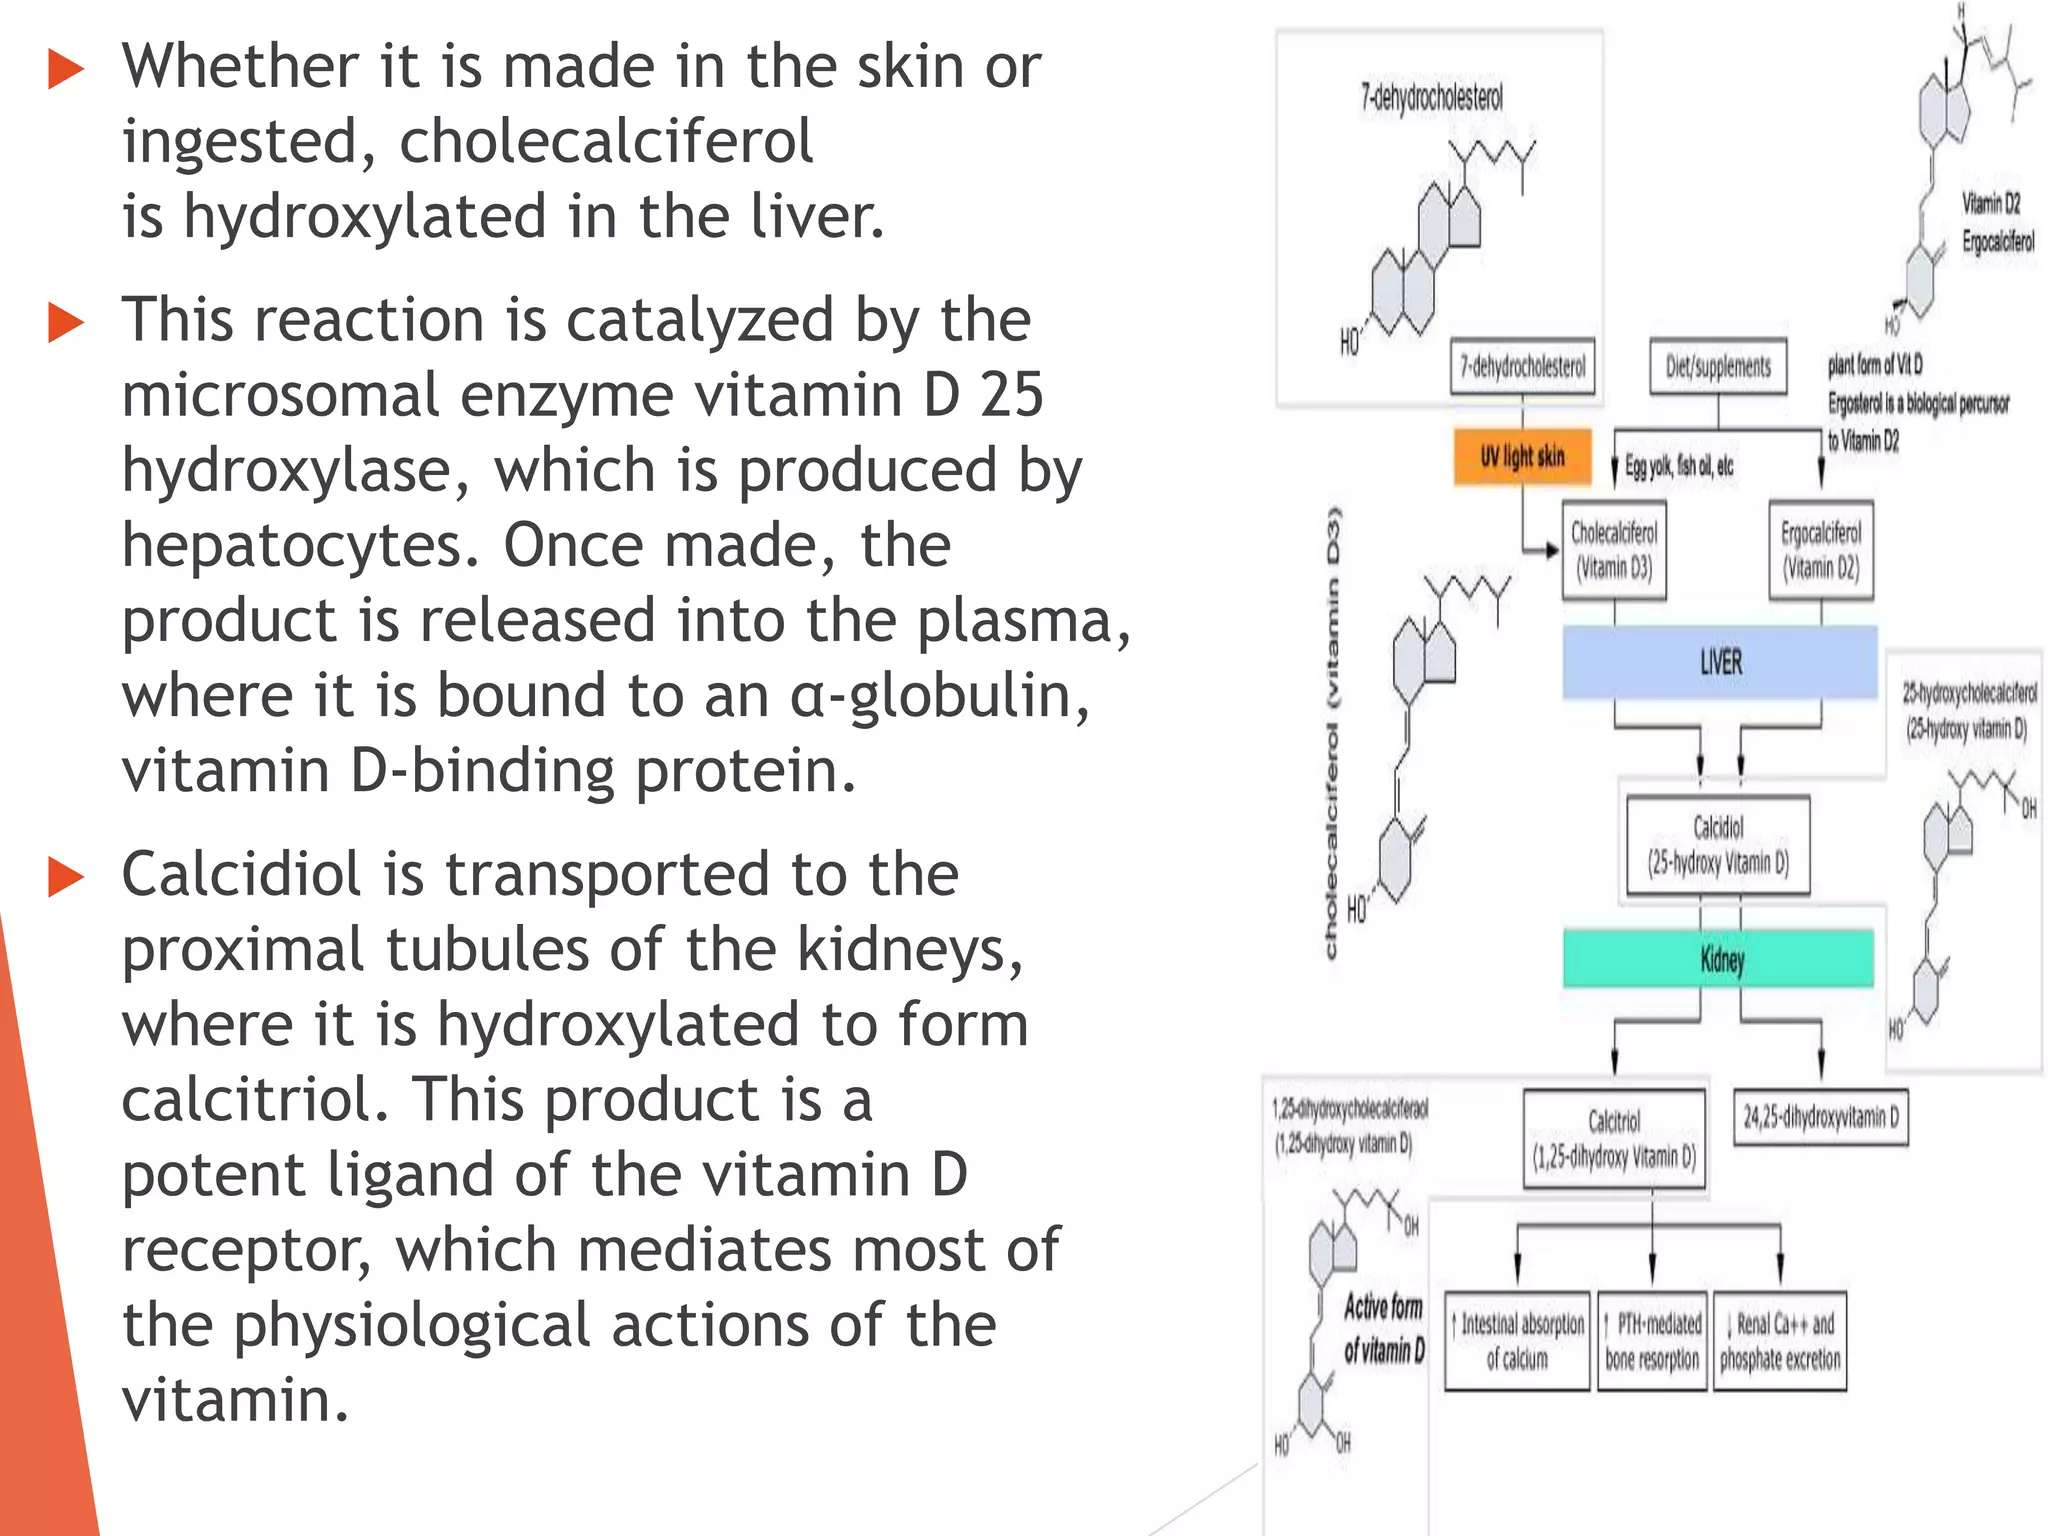 Whether it is made in the skin or
ingested, cholecalciferol
is hydroxylated in the liver.
This reaction is catalyzed by the
microsomal enzyme vitamin D 25
hydroxylase, which is produced by
hepatocytes. Once made, the
product is released into the plasma,
where it is bound to an α-globulin,
vitamin D-binding protein.
Calcidiol is transported to the
proximal tubules of the kidneys,
where it is hydroxylated to form
calcitriol. This product is a
potent ligand of the vitamin D
receptor, which mediates most of
the physiological actions of the
vitamin.
7-dehydrocholesterol
HO
H
Vitamin D2
Ergocalciferol
HO
7-dehydrocholesterol
Diet/supplements
plant form of Vit D
Ergosterol is a biological percursor
to Vitamin D2
UV light skin
Egg yolk, fish oil, etc
Cholecalciferol
(Vitamin D3)
Ergocalciferol
(Vitamin D2)
cholecalciferol (vitamin D3)
HO
LIVER
25-hydroxycholecalciferol
(25-hydroxy vitamin D)
OH
HO
Calcidiol
(25-hydroxy Vitamin D)
Kidney
1,25-dihydroxycholecalciferaol
(1,25-dihydroxy vitamin D)
OH
Active form
of vitamin D
HO
OH
Calcitriol
(1,25-dihydroxy Vitamin D)
24,25-dihydroxyvitamin D
↑ Intestinal absorption
of calcium
↑ PTH-mediated
bone resorption
↓ Renal Ca++ and
phosphate excretion